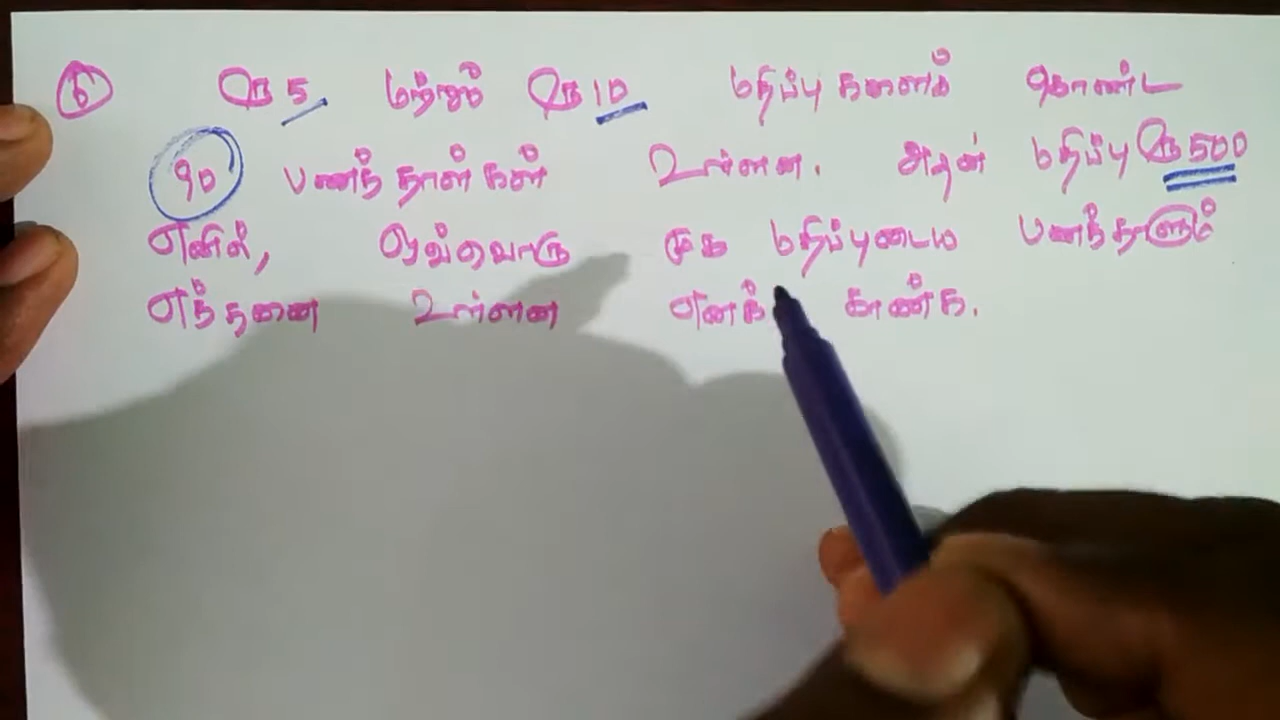 6 ரூ 5 மற்றும் ரூ 10 மதிப்புகளைக் கொண்ட
90 பணத்தாள்கள் உள்ளன. அதன் மதிப்பு ரூ 500
எனில், ஒவ்வொரு முக மதிப்புடைய பணத்தாளும்
எத்தனை உள்ளன எனக் காண்க.